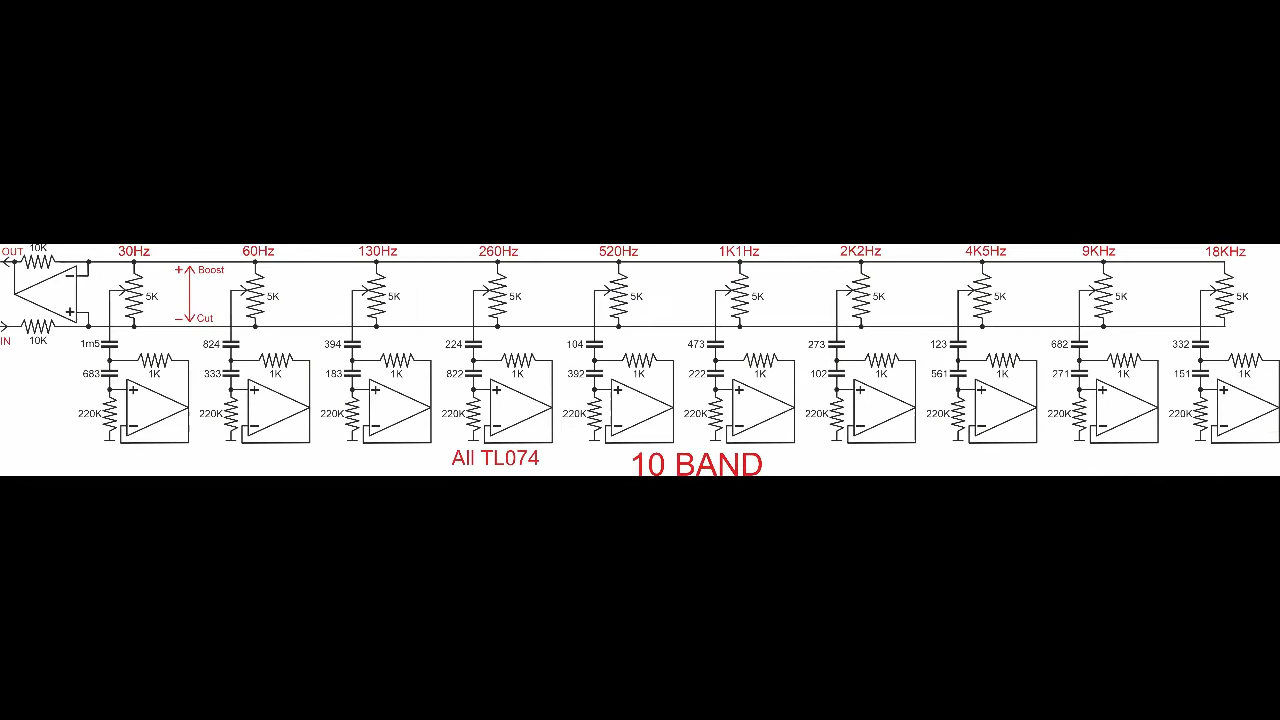 10K
OUT 30Hz 60Hz 130Hz 260Hz 520Hz 1K1Hz 2K2Hz 4K5Hz 9KHz 18KHz
+ Boost
5K 5K 5K 5K 5K 5K 5K 5K 5K 5K
− Cut
IN 10K
1m5 824 394 224 104 473 273 123 682 332
683 1K 333 1K 183 1K 822 1K 392 1K 222 1K 102 1K 561 1K 271 1K 151 1K
220K 220K 220K 220K 220K 220K 220K 220K 220K 220K
All TL074
10 BAND